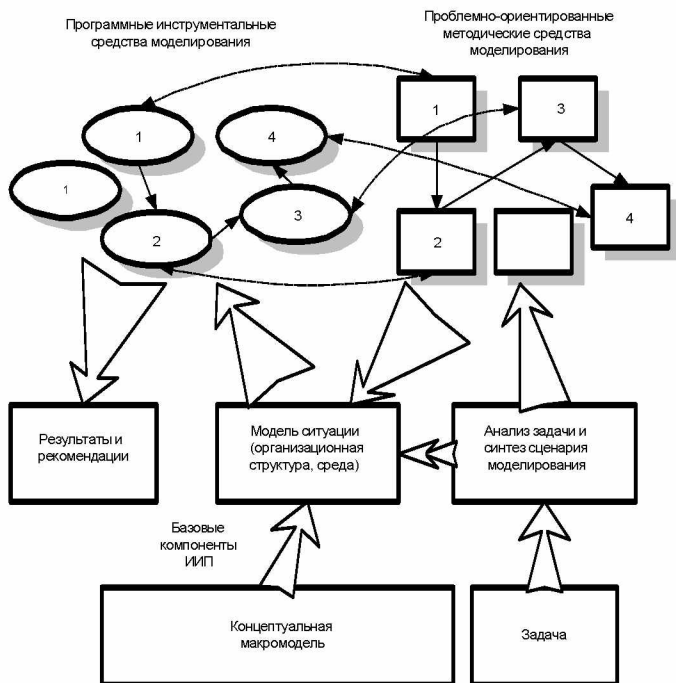 Программные инструментальные
средства моделирования
Проблемно-ориентированные
методические средства
моделирования
1
3
1
4
1
3
4
2
2
Результаты и
рекомендации
Модель ситуации
(организационная
структура, среда)
Анализ задачи и
синтез сценария
моделирования
Базовые
компоненты
ИИП
Концептуальная
макромодель
Задача